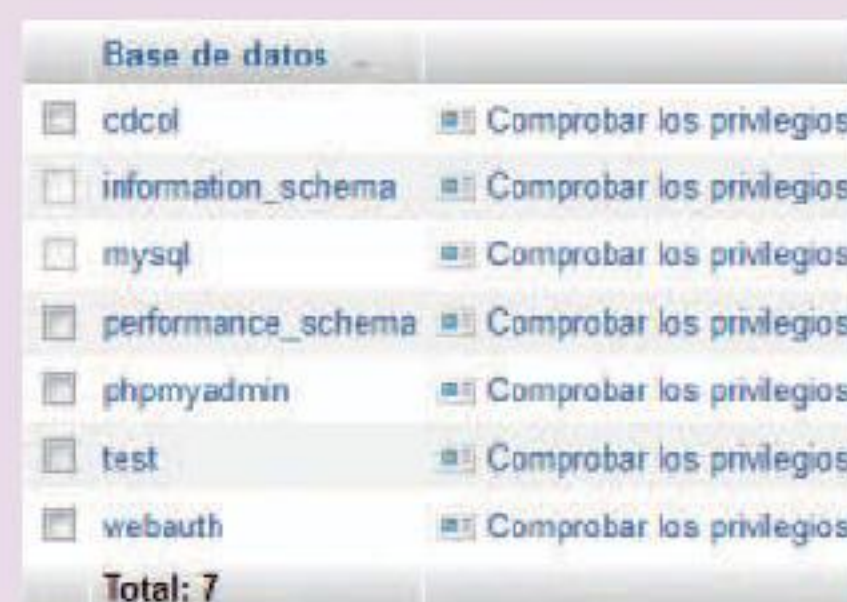 Base de datos
cdcol Comprobar los privilegios
information_schema Comprobar los privilegios
mysql Comprobar los privilegios
performance_schema Comprobar los privilegios
phpmyadmin Comprobar los privilegios
test Comprobar los privilegios
webauth Comprobar los privilegios
Total: 7